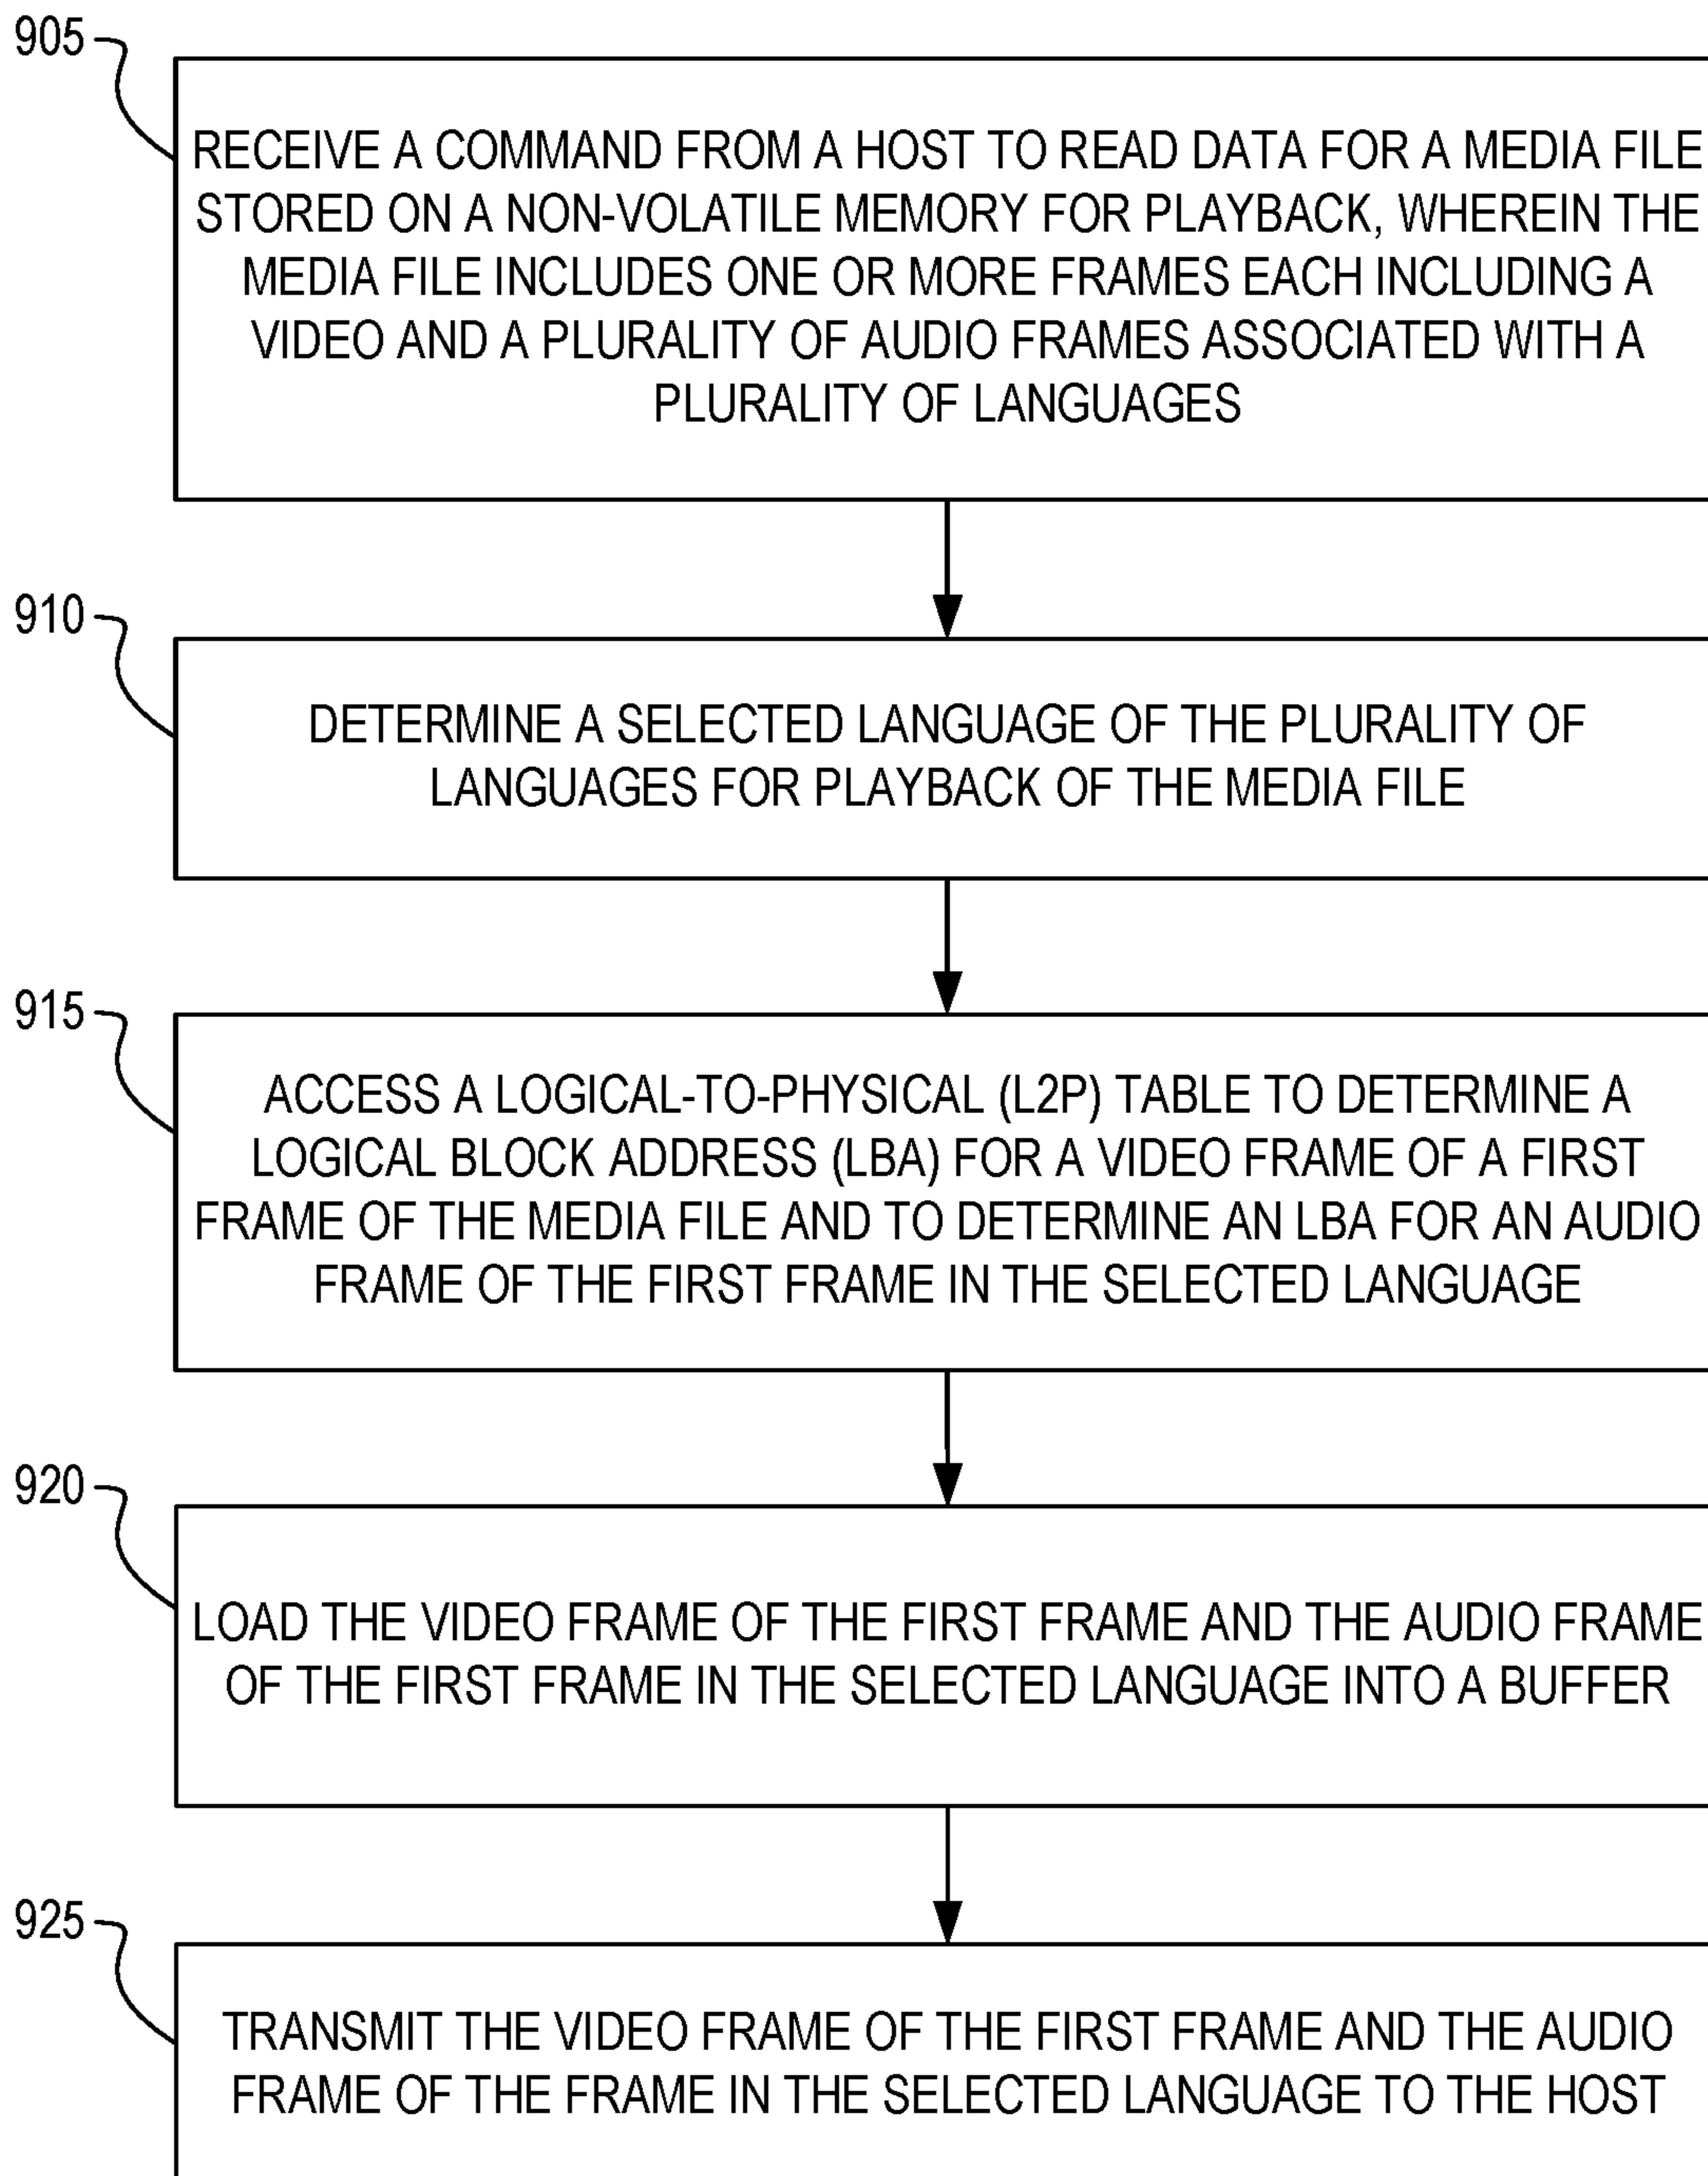 905
RECEIVE A COMMAND FROM A HOST TO READ DATA FOR A MEDIA FILE
STORED ON A NON-VOLATILE MEMORY FOR PLAYBACK, WHEREIN THE
MEDIA FILE INCLUDES ONE OR MORE FRAMES EACH INCLUDING A
VIDEO AND A PLURALITY OF AUDIO FRAMES ASSOCIATED WITH A
PLURALITY OF LANGUAGES
910
DETERMINE A SELECTED LANGUAGE OF THE PLURALITY OF
LANGUAGES FOR PLAYBACK OF THE MEDIA FILE
915
ACCESS A LOGICAL-TO-PHYSICAL (L2P) TABLE TO DETERMINE A
LOGICAL BLOCK ADDRESS (LBA) FOR A VIDEO FRAME OF A FIRST
FRAME OF THE MEDIA FILE AND TO DETERMINE AN LBA FOR AN AUDIO
FRAME OF THE FIRST FRAME IN THE SELECTED LANGUAGE
920
LOAD THE VIDEO FRAME OF THE FIRST FRAME AND THE AUDIO FRAME
OF THE FIRST FRAME IN THE SELECTED LANGUAGE INTO A BUFFER
925
TRANSMIT THE VIDEO FRAME OF THE FIRST FRAME AND THE AUDIO
FRAME OF THE FRAME IN THE SELECTED LANGUAGE TO THE HOST